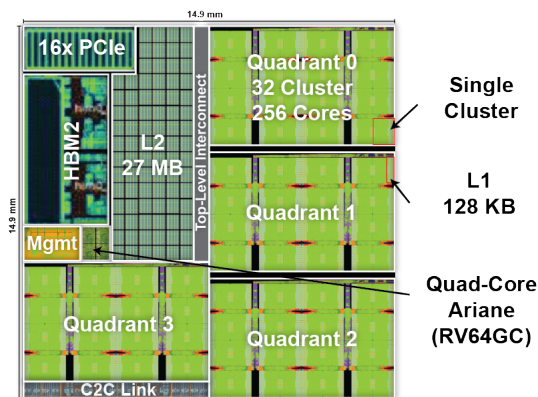 14.9 mm
16x PCIe
Quadrant 0
32 Cluster
256 Cores
Single
Cluster
HBM2
L2
27 MB
Top-Level Interconnect
L1
128 KB
14.9 mm
Quadrant 1
Mgmt
Quad-Core
Ariane
(RV64GC)
Quadrant 3
Quadrant 2
C2C Link